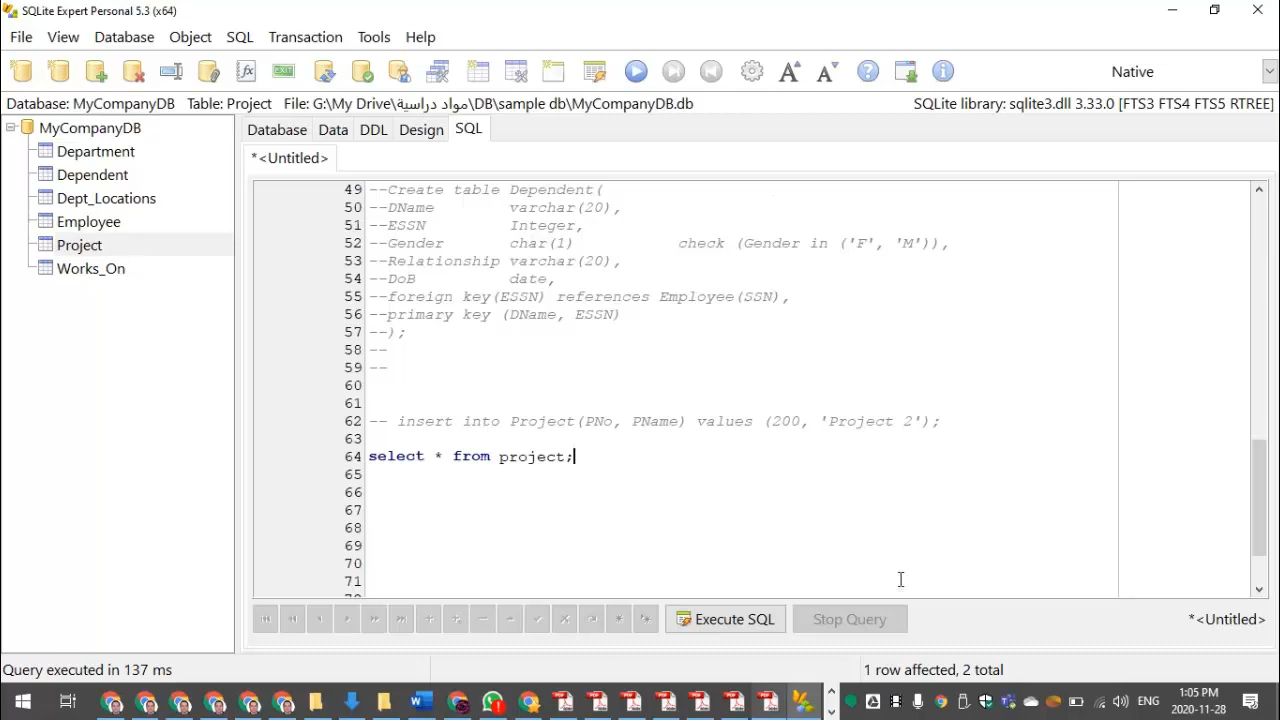 SQLite Expert Personal 5.3 (x64)
File View Database Object SQL Transaction Tools Help
Native
Database: MyCompanyDB Table: Project File: G:\My Drive\مواد دراسية\DB\sample db\MyCompanyDB.db SQLite library: sqlite3.dll 3.33.0 [FTS3 FTS4 FTS5 RTREE]
MyCompanyDB
Department
Dependent
Dept_Locations
Employee
Project
Works_On
Database Data DDL Design SQL
*<Untitled>
49 --Create table Dependent(
50 --DName varchar(20),
51 --ESSN Integer,
52 --Gender char(1) check (Gender in ('F', 'M')),
53 --Relationship varchar(20),
54 --DoB date,
55 --foreign key(ESSN) references Employee(SSN),
56 --primary key (DName, ESSN)
57 --);
58 --
59 --
60
61
62 -- insert into Project(PNo, PName) values (200, 'Project 2');
63
64 select * from project;
65
66
67
68
69
70
71
Execute SQL Stop Query *<Untitled>
Query executed in 137 ms 1 row affected, 2 total
ENG 1:05 PM
2020-11-28